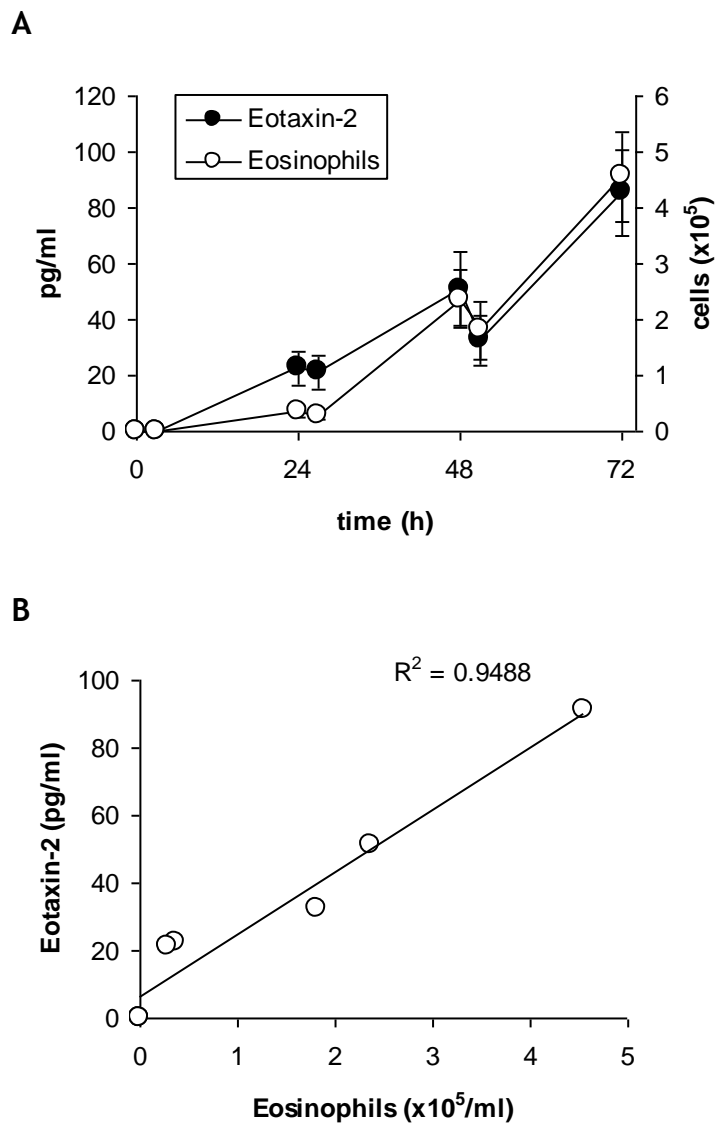 A
120
100
80
60
40
20
0
pg/ml
Eotaxin-2
Eosinophils
6
5
4
3
2
1
0
cells (x10⁵)
0 24 48 72
time (h)
B
R² = 0.9488
100
80
60
40
20
0
Eotaxin-2 (pg/ml)
0 1 2 3 4 5
Eosinophils (x10⁵/ml)